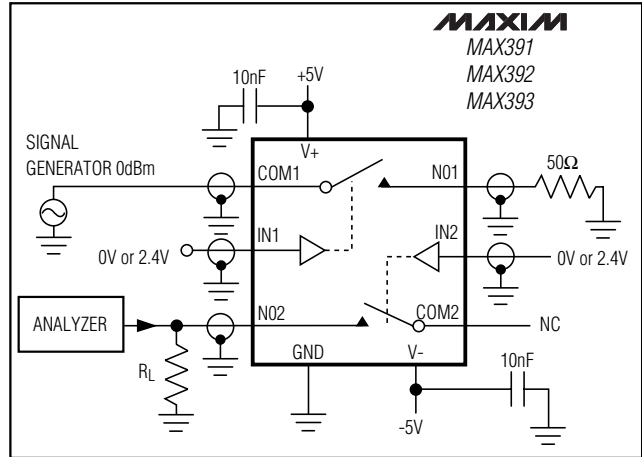 MAXIM
MAX391
MAX392
MAX393
10nF
+5V
SIGNAL
GENERATOR 0dBm
V+
COM1
N01
50Ω
IN1
IN2
0V or 2.4V
0V or 2.4V
ANALYZER
N02
COM2
NC
RL
GND
V-
10nF
-5V